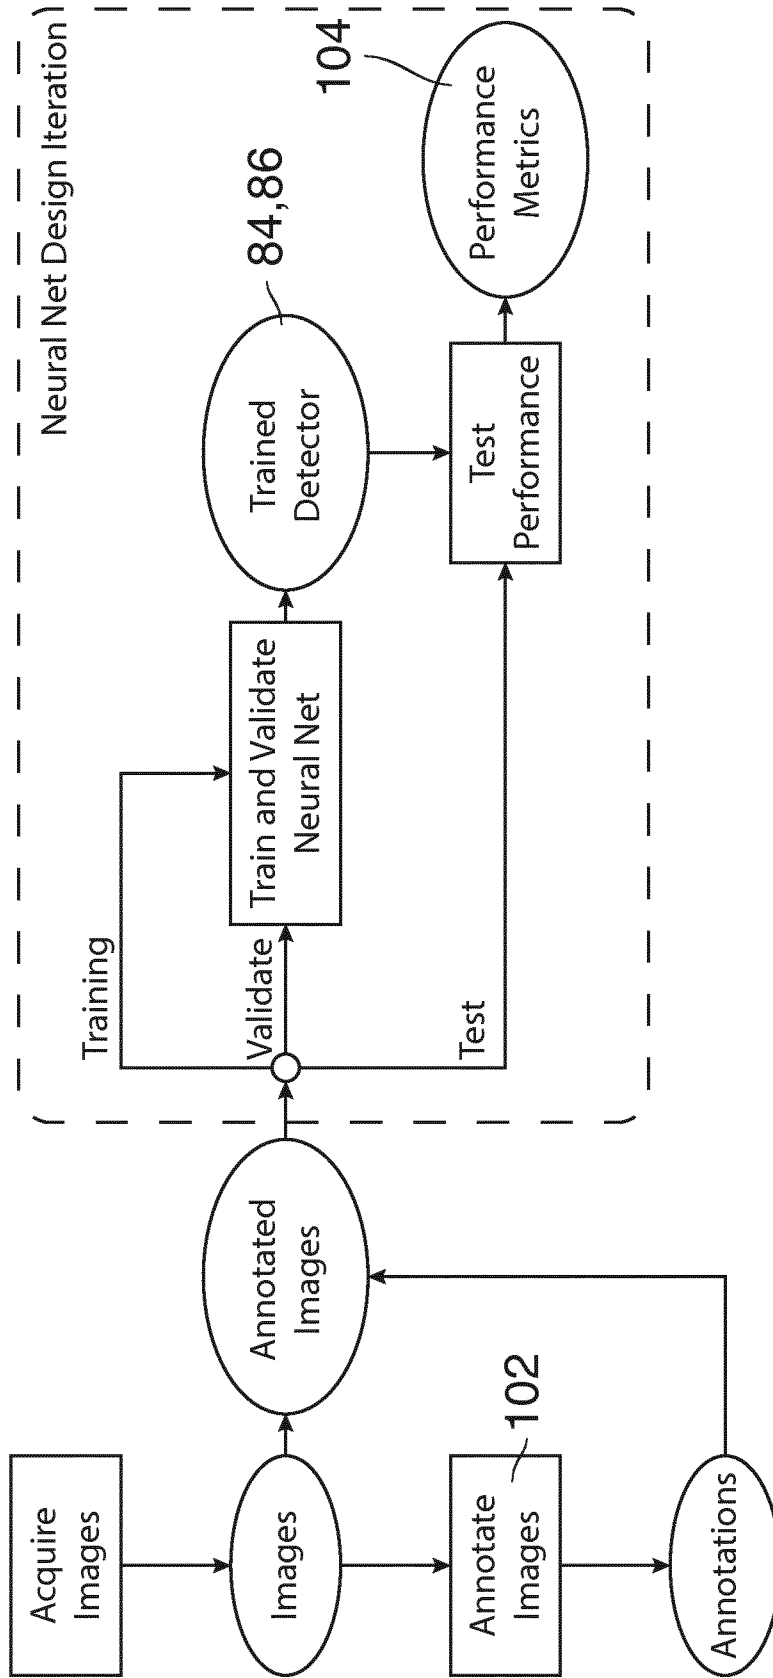 Acquire
Images
Images
Annotate
Images
102
Annotations
Annotated
Images
Neural Net Design Iteration
Training
Validate
Test
Train and Validate
Neural Net
Trained
Detector
84,86
Test
Performance
Performance
Metrics
104